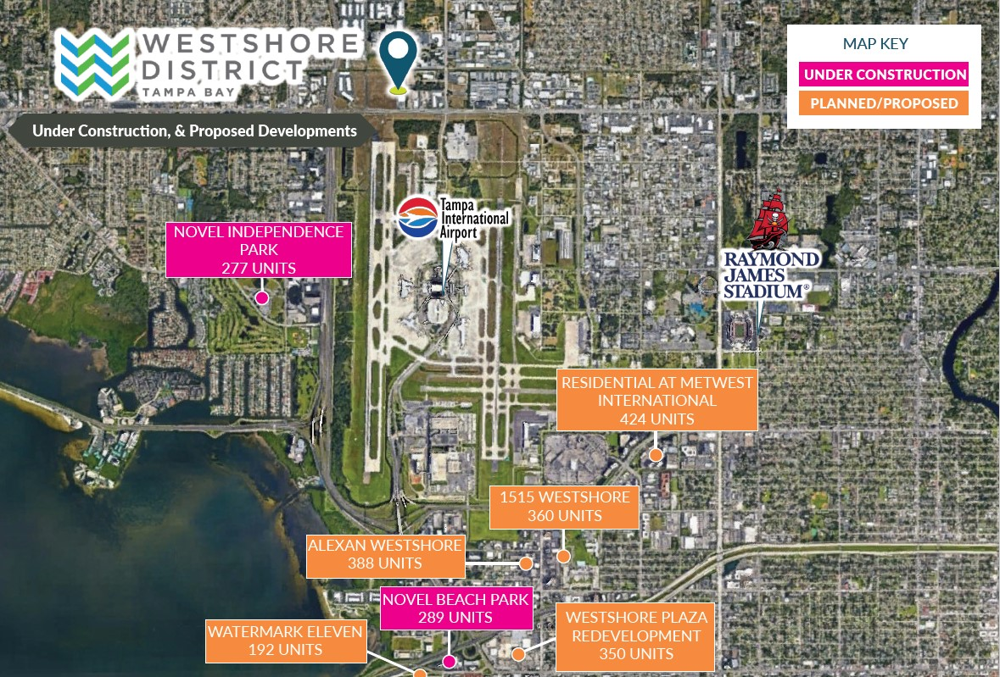 WESTSHORE
DISTRICT
TAMPA BAY
Under Construction, & Proposed Developments
MAP KEY
UNDER CONSTRUCTION
PLANNED/PROPOSED
Tampa
International
Airport
NOVEL INDEPENDENCE
PARK
277 UNITS
RAYMOND
JAMES
STADIUM®
RESIDENTIAL AT METWEST
INTERNATIONAL
424 UNITS
1515 WESTSHORE
360 UNITS
ALEXAN WESTSHORE
388 UNITS
NOVEL BEACH PARK
289 UNITS
WATERMARK ELEVEN
192 UNITS
WESTSHORE PLAZA
REDEVELOPMENT
350 UNITS